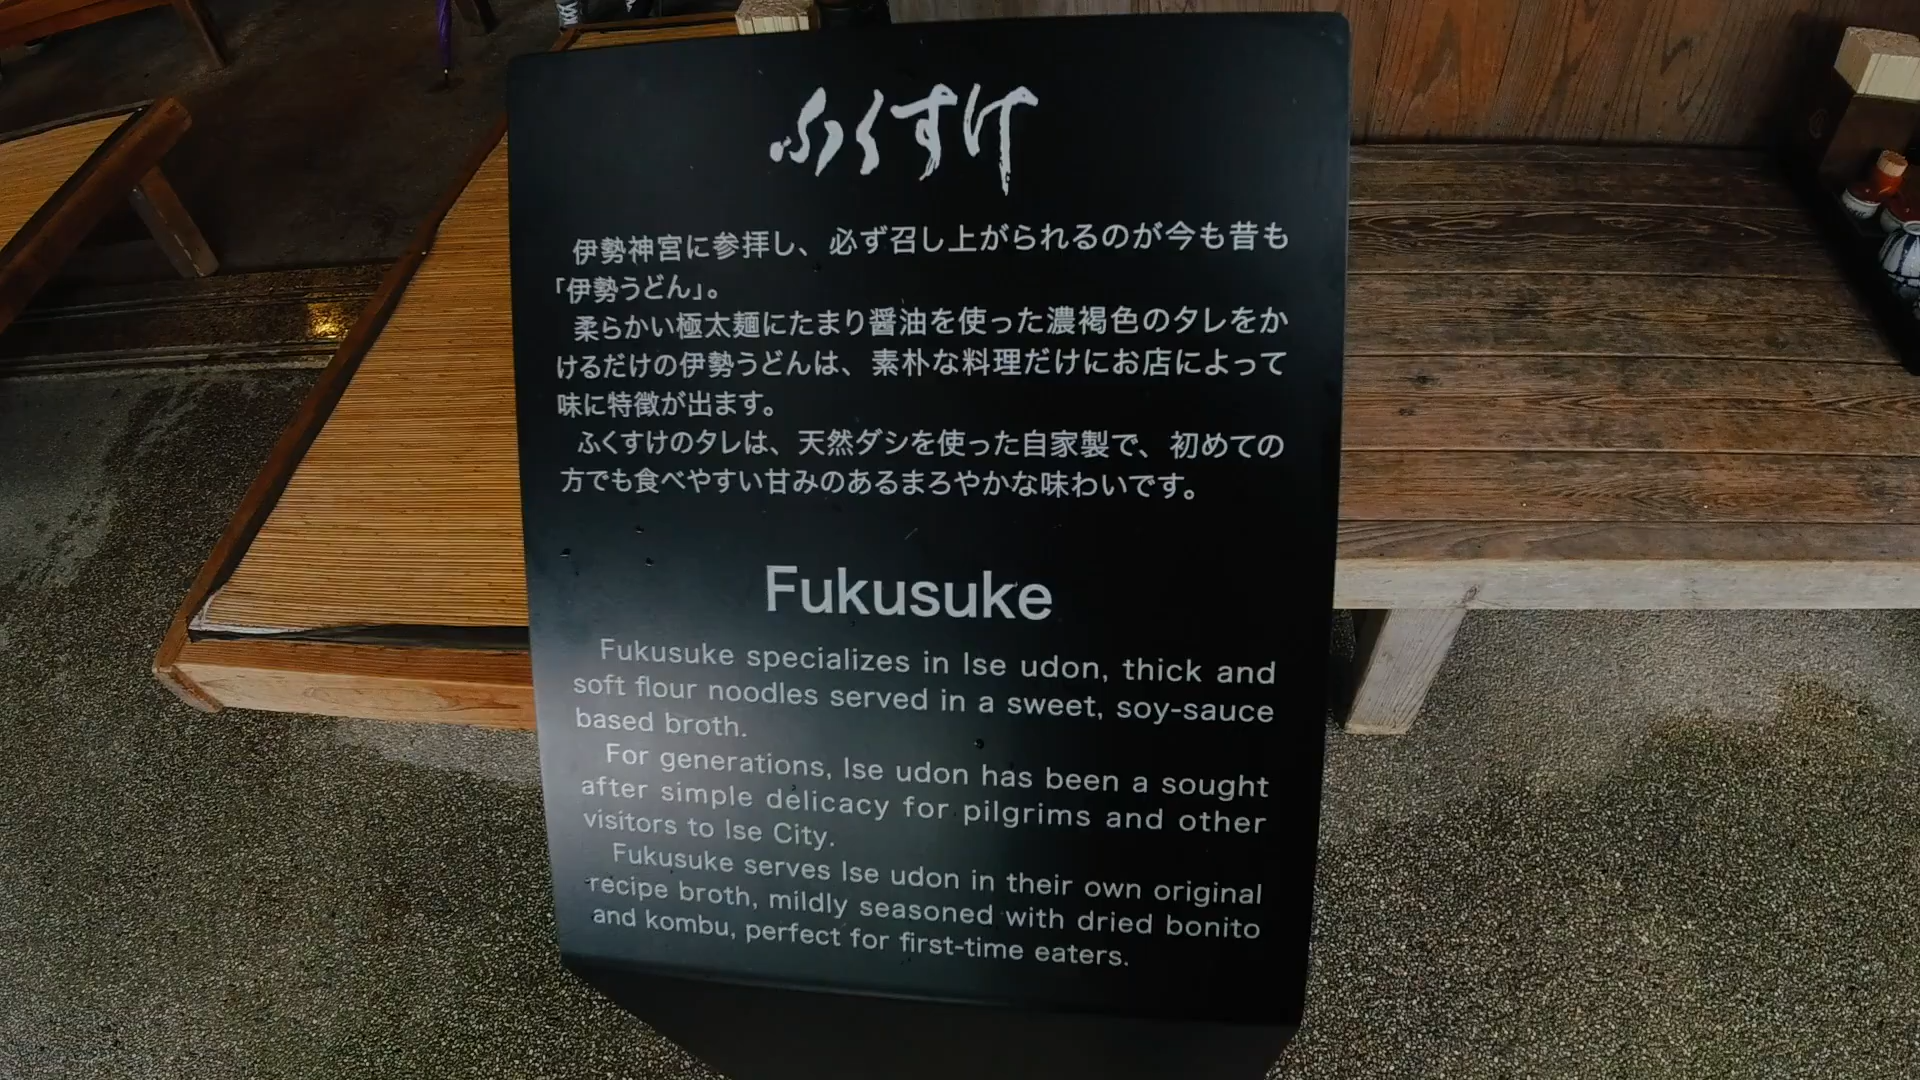 ふくすけ
伊勢神宮に参拝し、必ず召し上がられるのが今も昔も
「伊勢うどん」。
柔らかい極太麺にたまり醤油を使った濃褐色のタレをか
けるだけの伊勢うどんは、素朴な料理だけにお店によって
味に特徴が出ます。
ふくすけのタレは、天然ダシを使った自家製で、初めての
方でも食べやすい甘みのあるまろやかな味わいです。
Fukusuke
Fukusuke specializes in Ise udon, thick and
soft flour noodles served in a sweet, soy-sauce
based broth.
For generations, Ise udon has been a sought
after simple delicacy for pilgrims and other
visitors to Ise City.
Fukusuke serves Ise udon in their own original
recipe broth, mildly seasoned with dried bonito
and kombu, perfect for first-time eaters.